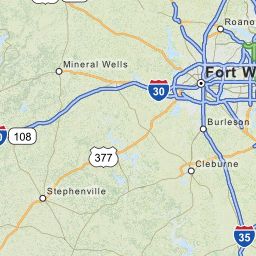 Roano
Mineral Wells
Fort W
30
Burleson
108
377
Cleburne
Stephenville
35